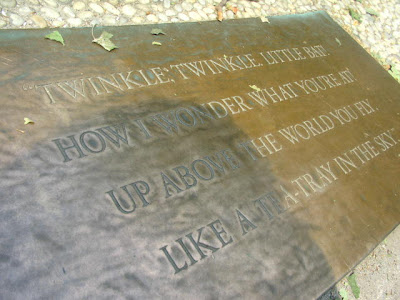 "TWINKLE, TWINKLE, LITTLE BAT!
HOW I WONDER WHAT YOU'RE AT!
UP ABOVE THE WORLD YOU FLY,
LIKE A TEA-TRAY IN THE SKY."